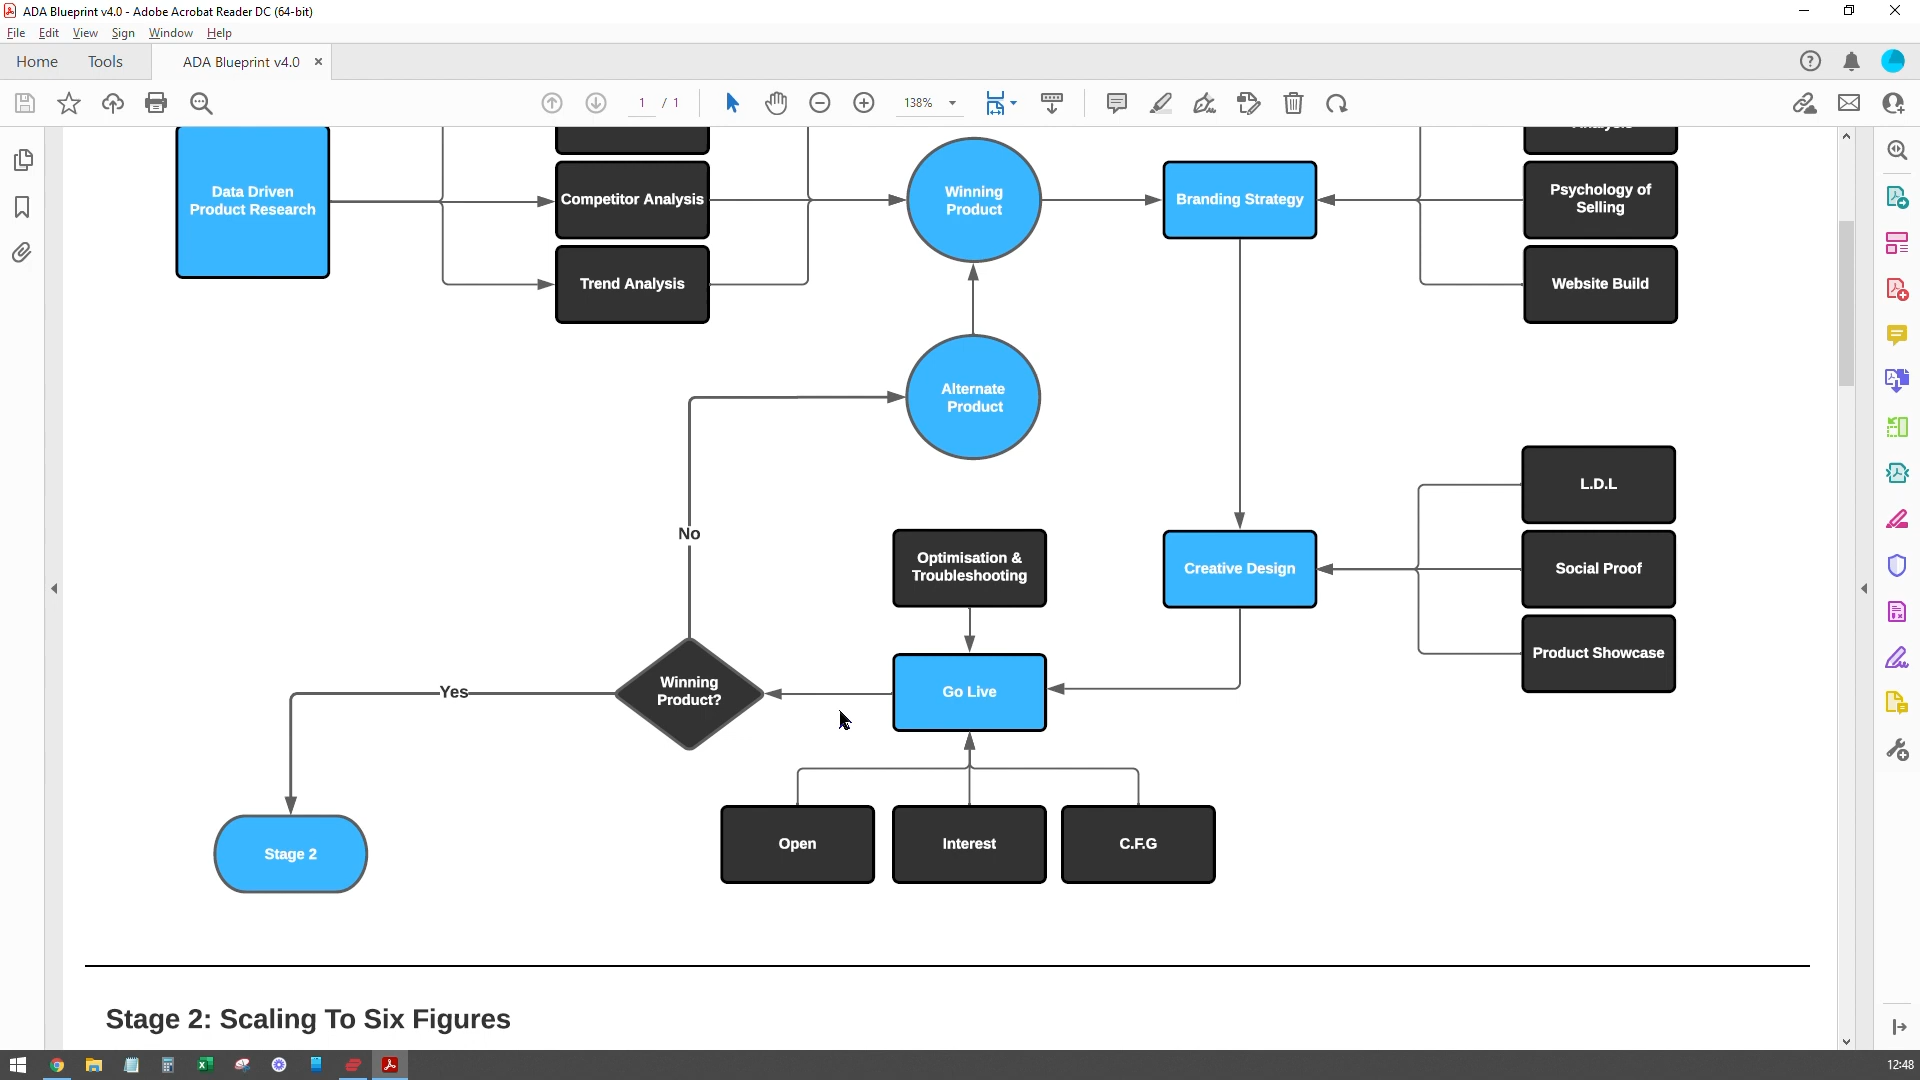 ADA Blueprint v4.0 - Adobe Acrobat Reader DC (64-bit)
File Edit View Sign Window Help
Home Tools ADA Blueprint v4.0
1 / 1 138%
Data Driven
Product Research
Competitor Analysis
Trend Analysis
Winning
Product
Branding Strategy
Analysis
Psychology of
Selling
Website Build
Alternate
Product
No
L.D.L
Optimisation &
Troubleshooting
Creative Design
Social Proof
Product Showcase
Winning
Product?
Yes
Go Live
Stage 2
Open
Interest
C.F.G
Stage 2: Scaling To Six Figures
12:48